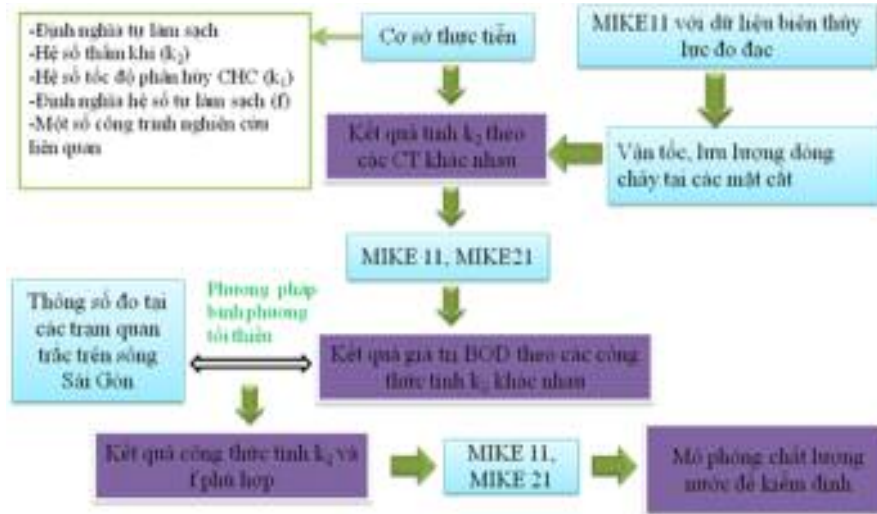 -Định nghĩa tự làm sạch
-Hệ số thấm khí (k₂)
-Hệ số tốc độ phân hủy CHC (k₁)
-Định nghĩa hệ số tự làm sạch (f)
-Một số công trình nghiên cứu
liên quan
Cơ sở thực tiễn
MIKE11 với dữ liệu biên thủy
lực đo đạc
Kết quả tính k₂ theo
các CT khác nhau
Vận tốc, lưu lượng dòng
chảy tại các mặt cắt
MIKE 11, MIKE21
Thông số đo tại
các trạm quan
trắc trên sông
Sài Gòn
Phương pháp
bình phương
tối thiểu
Kết quả giá trị BOD theo các công
thức tính k₂ khác nhau
Kết quả công thức tính k₂ và
f phù hợp
MIKE 11,
MIKE 21
Mô phỏng chất lượng
nước để kiểm định